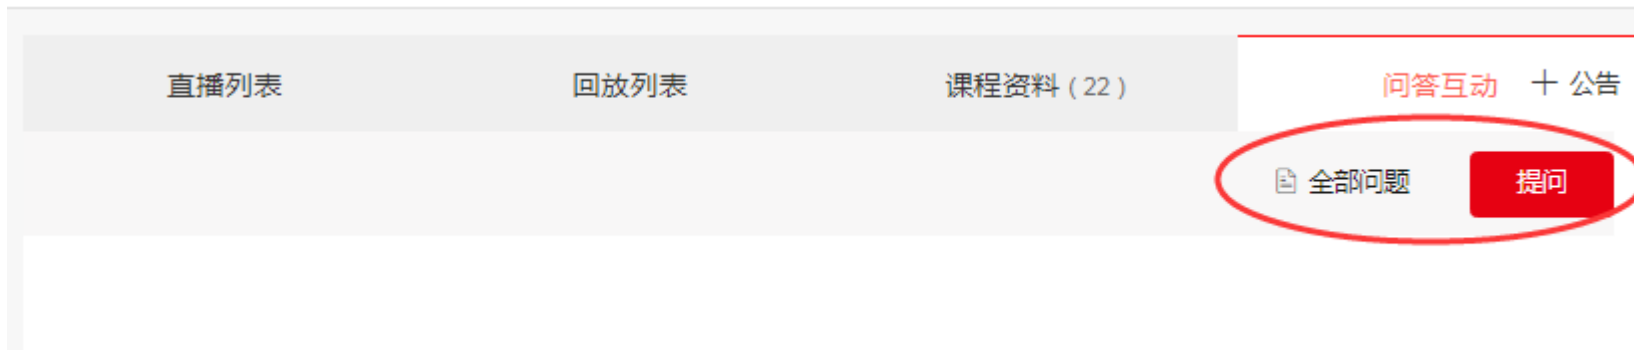 直播列表 回放列表 课程资料 ( 22 ) 问答互动 + 公告
全部问题 提问